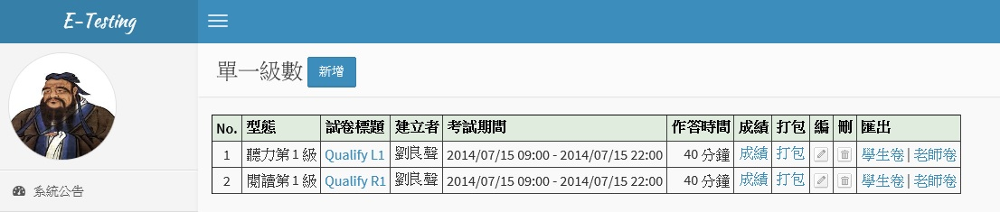 E-Testing
單一級數 新增
No. 型態 試卷標題 建立者 考試期間 作答時間 成績 打包 編 刪 匯出
1 聽力第 1 級 Qualify L1 劉良聲 2014/07/15 09:00 - 2014/07/15 22:00 40 分鐘 成績 打包 學生卷 | 老師卷
2 閱讀第 1 級 Qualify R1 劉良聲 2014/07/15 09:00 - 2014/07/15 22:00 40 分鐘 成績 打包 學生卷 | 老師卷
系統公告